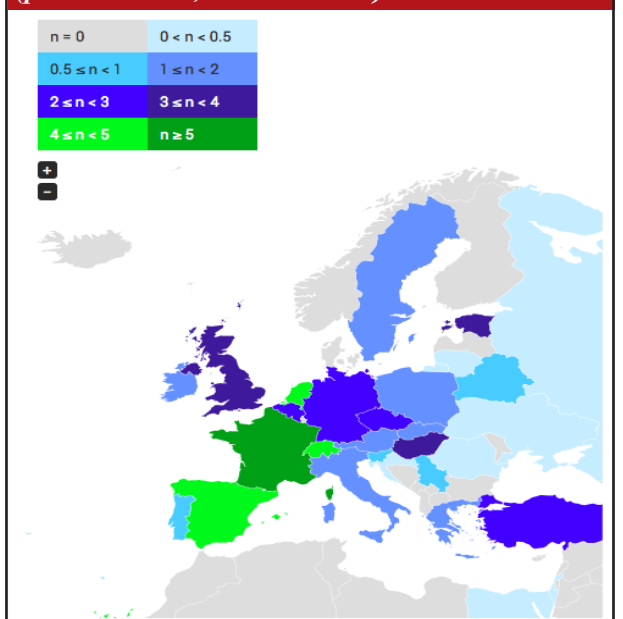 n = 0
0 < n < 0.5
0.5 ≤ n < 1
1 ≤ n < 2
2 ≤ n < 3
3 ≤ n < 4
4 ≤ n < 5
n ≥ 5
+
−